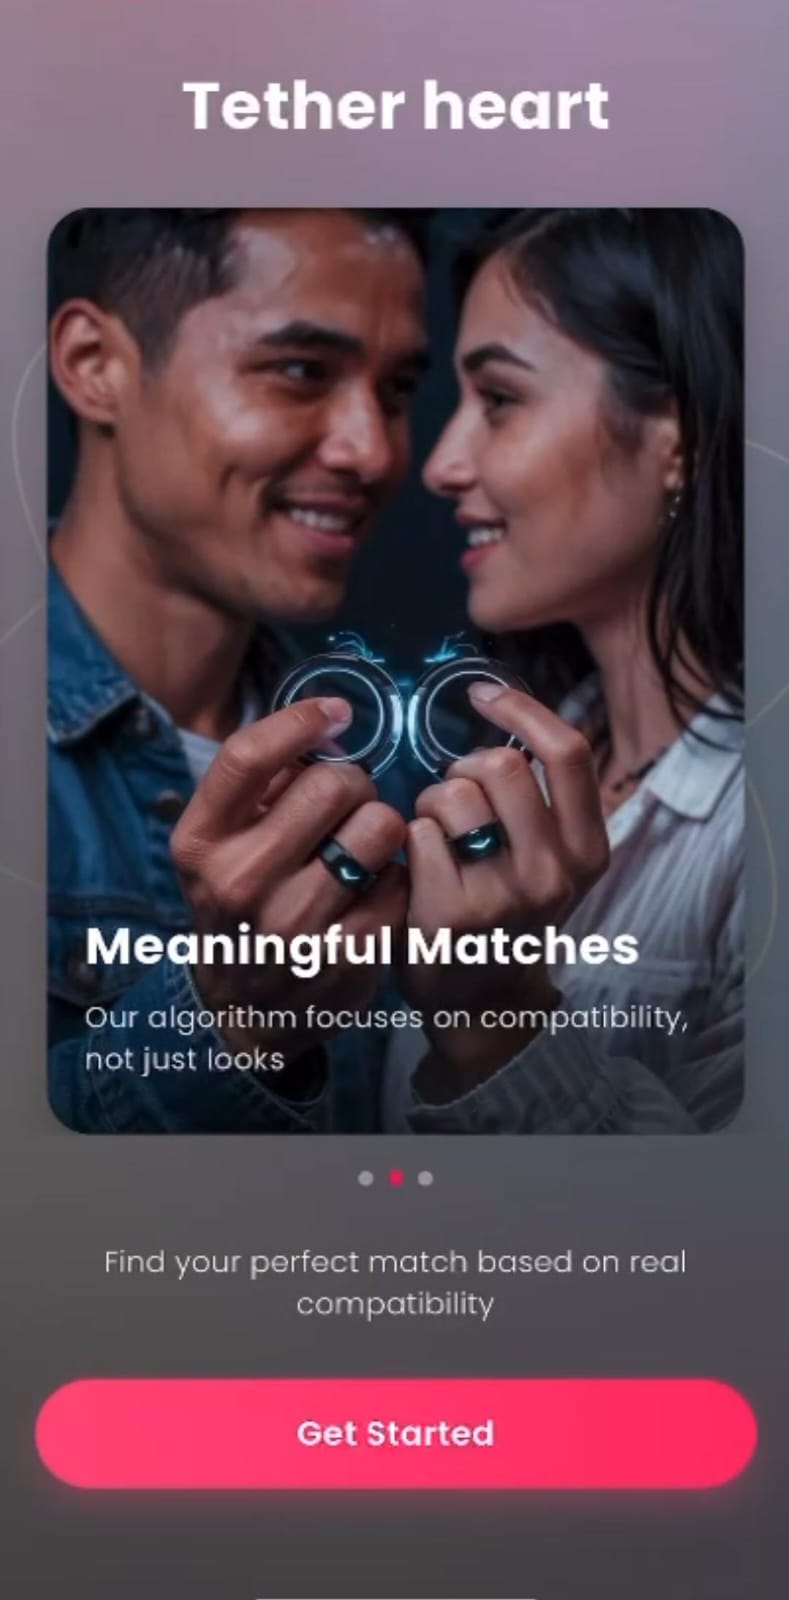 Tether heart
Meaningful Matches
Our algorithm focuses on compatibility,
not just looks
Find your perfect match based on real
compatibility
Get Started